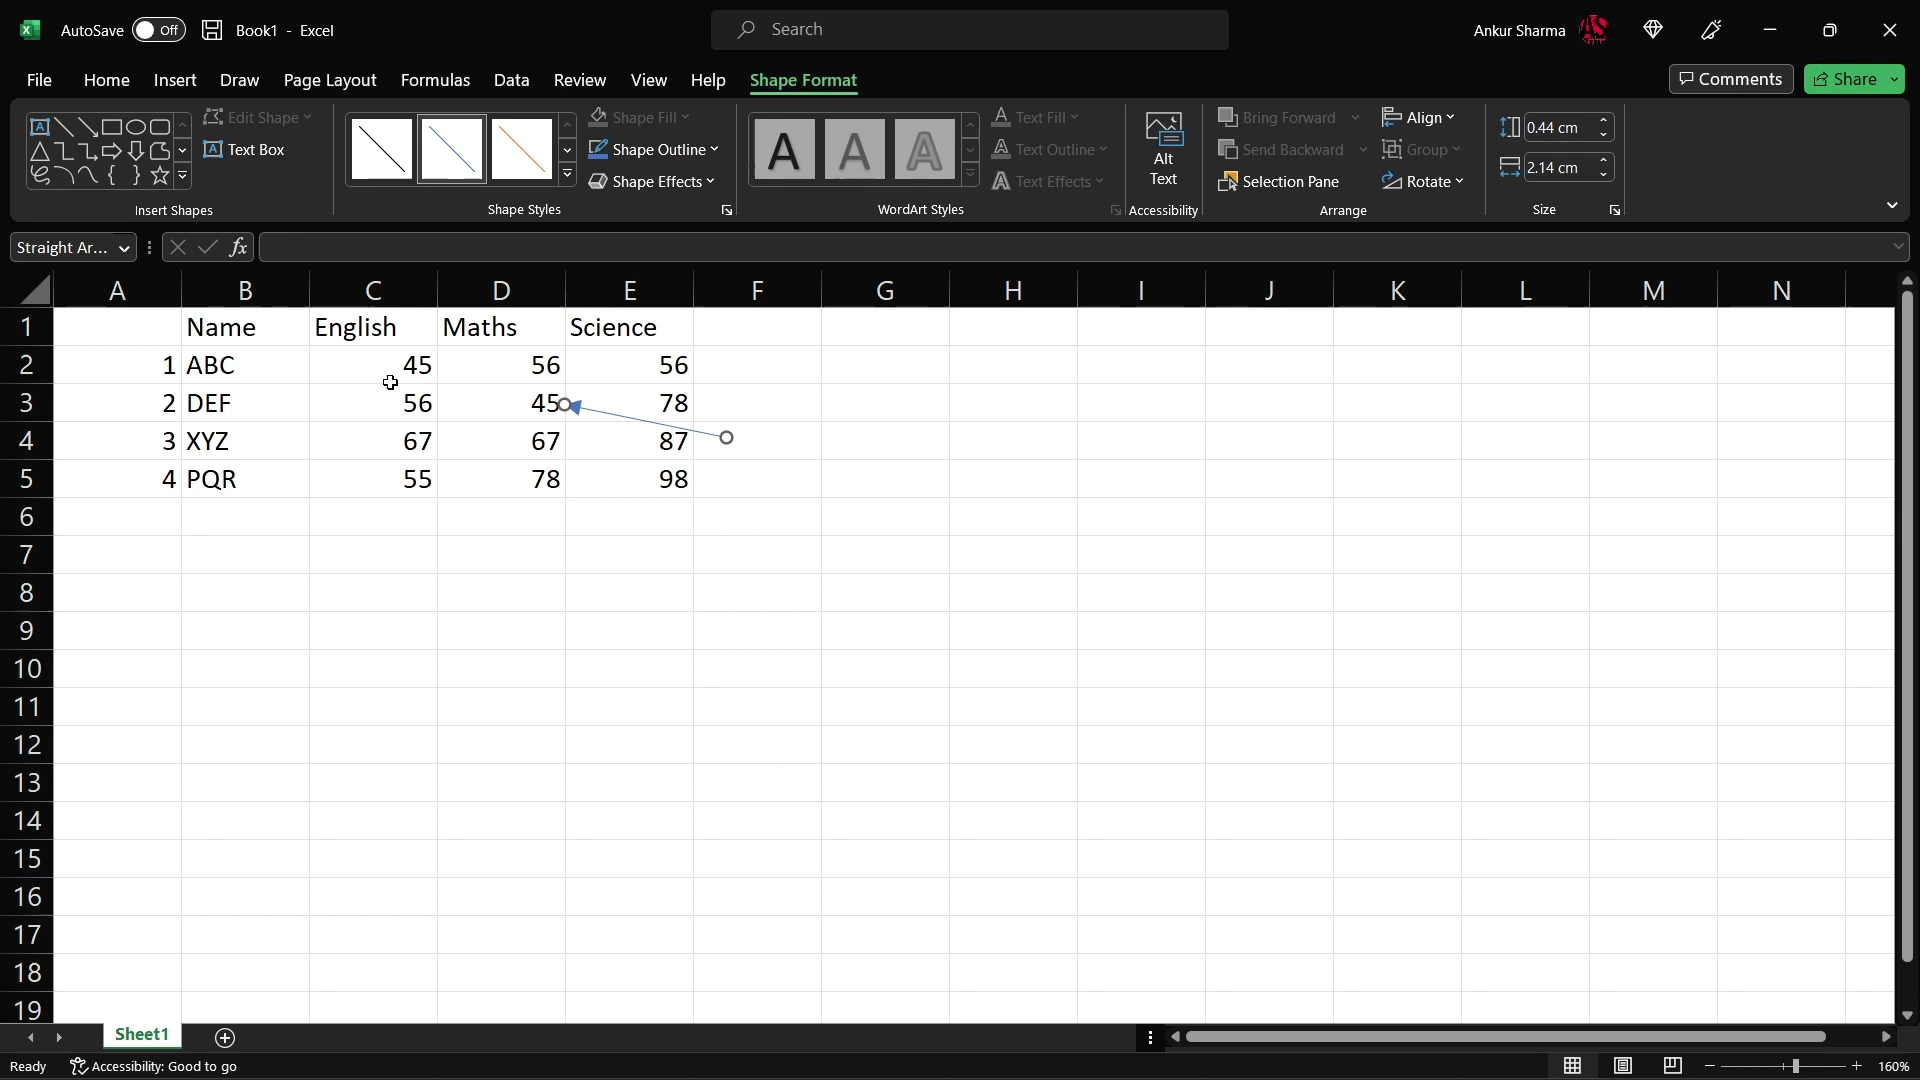 AutoSave Off Book1 - Excel Search Ankur Sharma
File Home Insert Draw Page Layout Formulas Data Review View Help Shape Format Comments Share
Edit Shape
Text Box
Insert Shapes
Shape Fill
Shape Outline
Shape Effects
Shape Styles
A A A
WordArt Styles
Text Fill
Text Outline
Text Effects
Alt
Text
Accessibility
Bring Forward
Send Backward
Selection Pane
Align
Group
Rotate
Arrange
0.44 cm
2.14 cm
Size
Straight Ar... fx
A B C D E F G H I J K L M N
1 Name English Maths Science
2 1 ABC 45 56 56
3 2 DEF 56 45 78
4 3 XYZ 67 67 87
5 4 PQR 55 78 98
6
7
8
9
10
11
12
13
14
15
16
17
18
19
Sheet1
Ready Accessibility: Good to go 160%